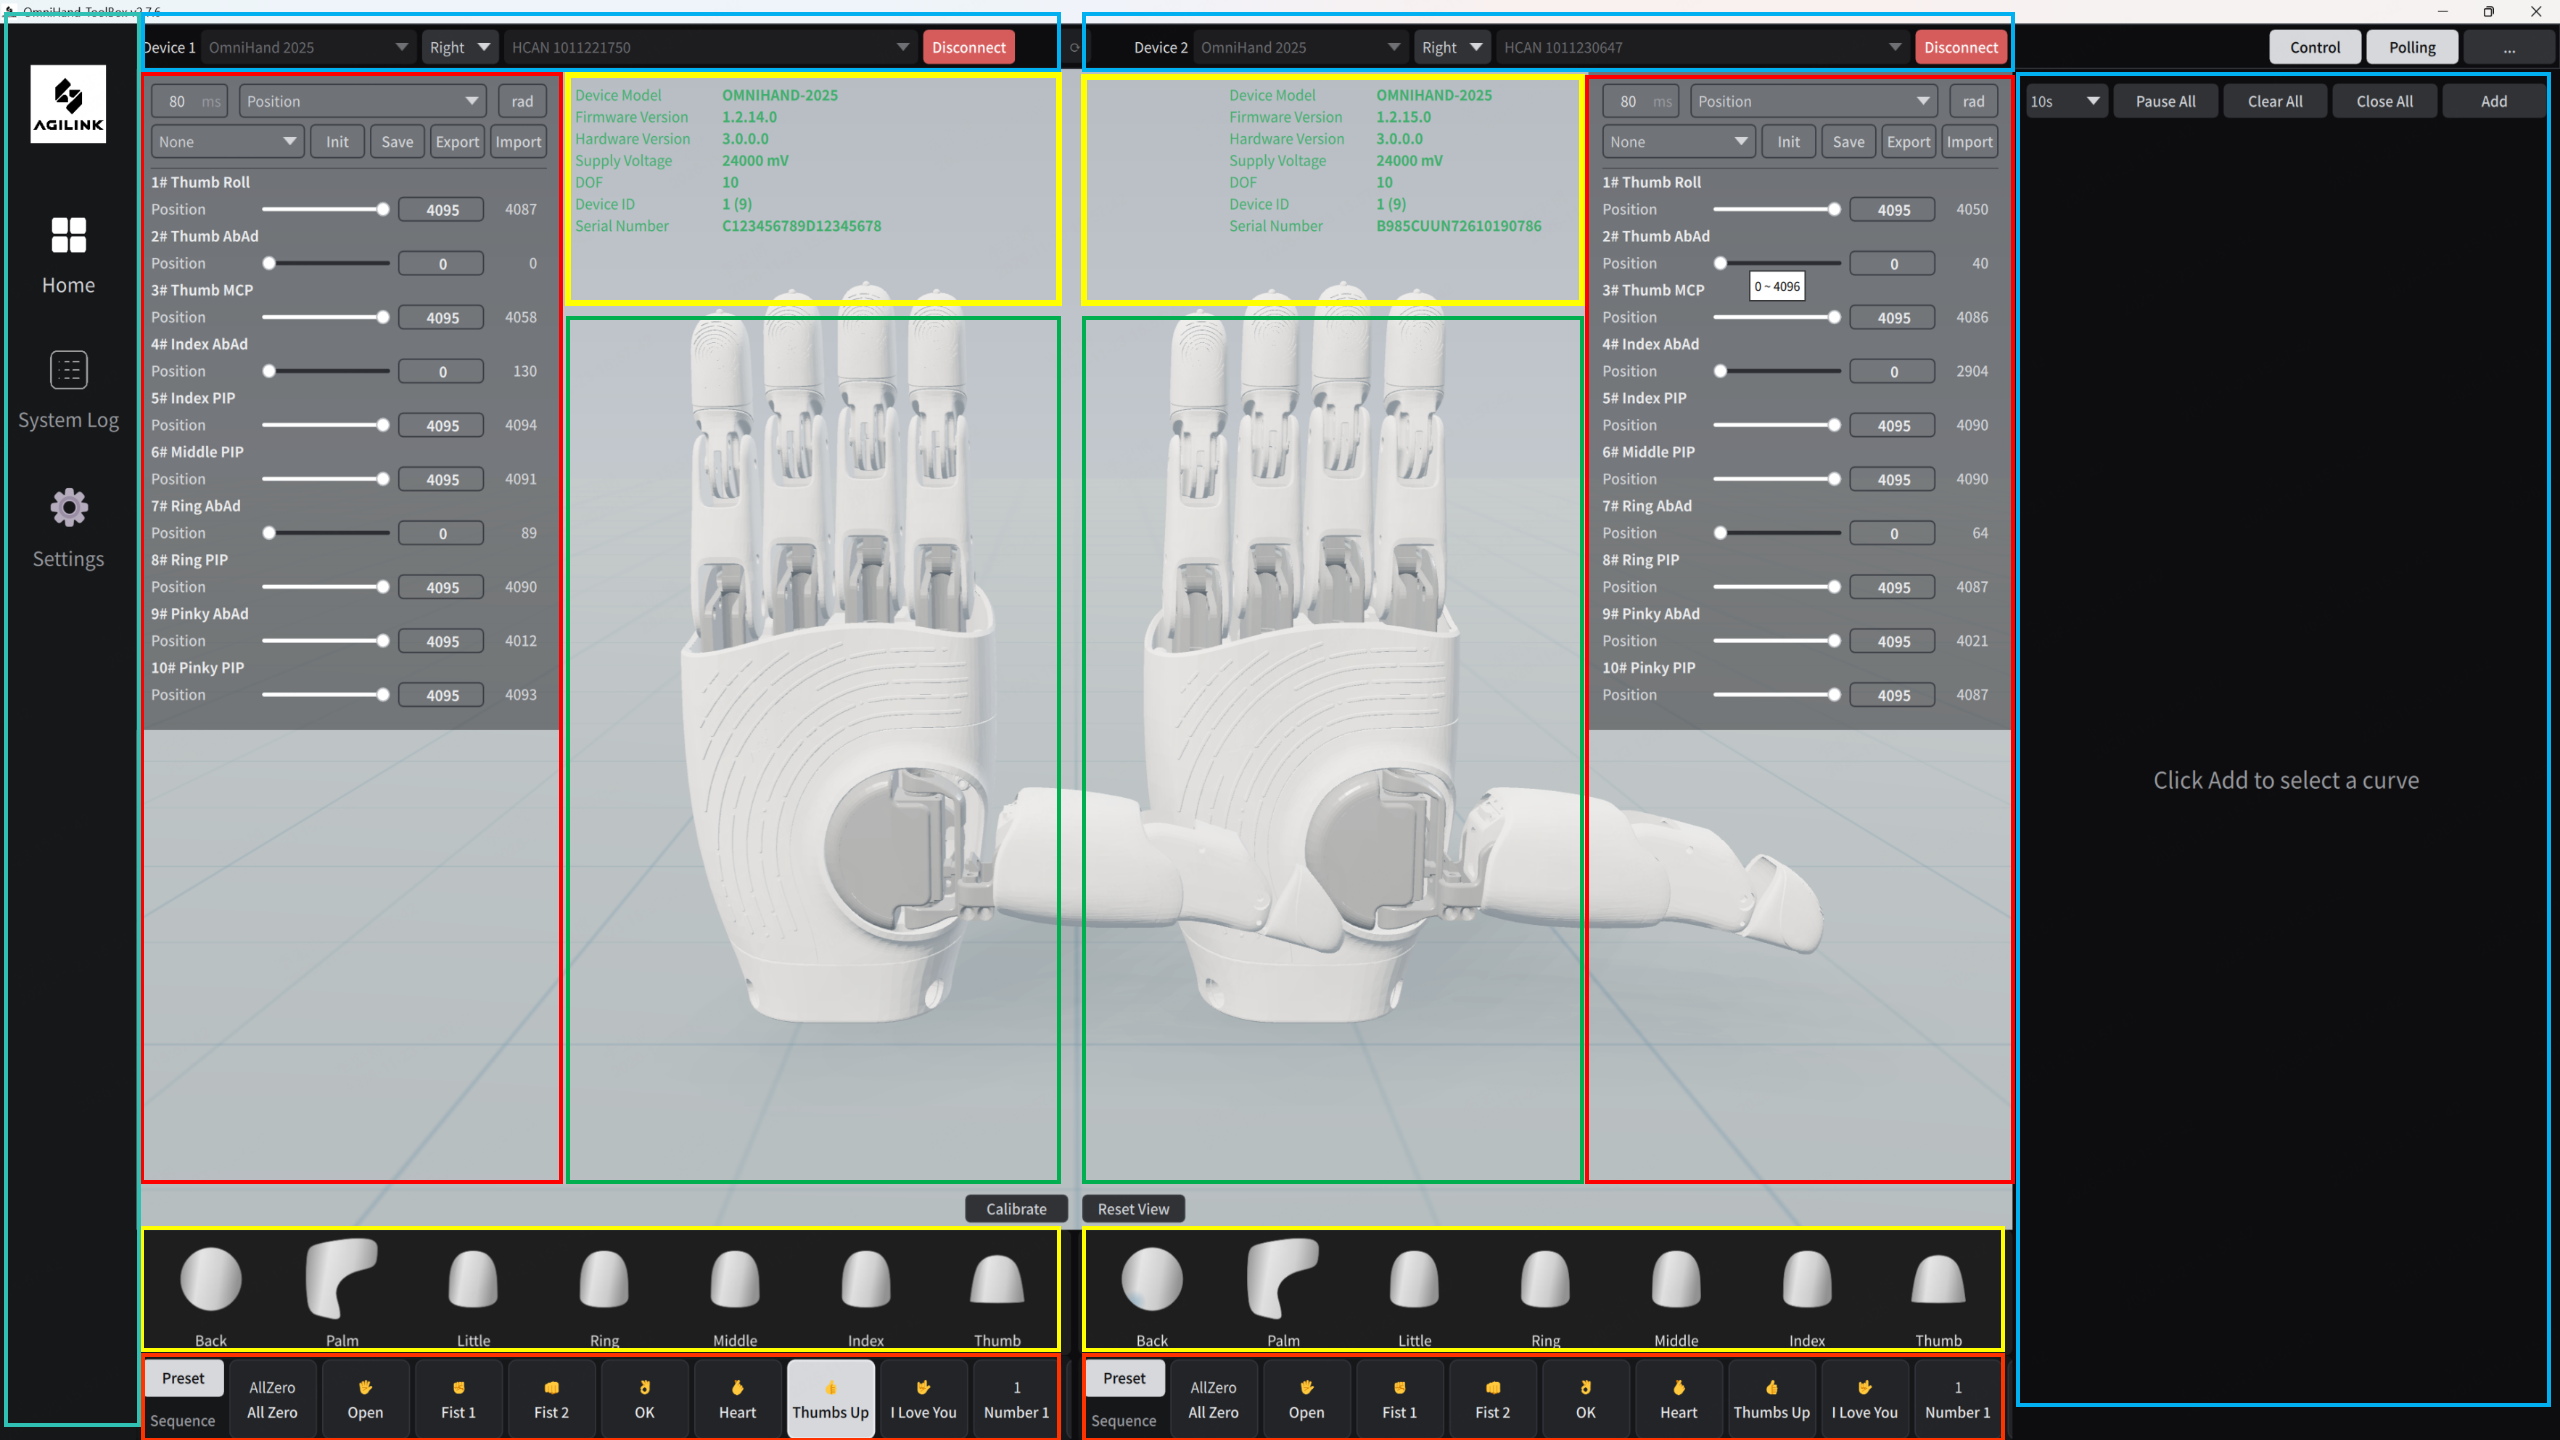 OmniHand-ToolBox v2.7.6
Device 1 OmniHand 2025 Right HCAN 1011221750 Disconnect
Device 2 OmniHand 2025 Right HCAN 1011230647 Disconnect
Control Polling ...
AGILINK
Home
System Log
Settings
80 ms Position rad
None Init Save Export Import
1# Thumb Roll
Position 4095 4087
2# Thumb AbAd
Position 0 0
3# Thumb MCP
Position 4095 4058
4# Index AbAd
Position 0 130
5# Index PIP
Position 4095 4094
6# Middle PIP
Position 4095 4091
7# Ring AbAd
Position 0 89
8# Ring PIP
Position 4095 4090
9# Pinky AbAd
Position 4095 4012
10# Pinky PIP
Position 4095 4093
Device Model OMNIHAND-2025
Firmware Version 1.2.14.0
Hardware Version 3.0.0.0
Supply Voltage 24000 mV
DOF 10
Device ID 1 (9)
Serial Number C123456789D12345678
Device Model OMNIHAND-2025
Firmware Version 1.2.15.0
Hardware Version 3.0.0.0
Supply Voltage 24000 mV
DOF 10
Device ID 1 (9)
Serial Number B985CUUN72610190786
80 ms Position rad
None Init Save Export Import
1# Thumb Roll
Position 4095 4050
2# Thumb AbAd
Position 0 40
0 ~ 4096
3# Thumb MCP
Position 4095 4086
4# Index AbAd
Position 0 2904
5# Index PIP
Position 4095 4090
6# Middle PIP
Position 4095 4090
7# Ring AbAd
Position 0 64
8# Ring PIP
Position 4095 4087
9# Pinky AbAd
Position 4095 4021
10# Pinky PIP
Position 4095 4087
10s Pause All Clear All Close All Add
Click Add to select a curve
Calibrate Reset View
Back Palm Little Ring Middle Index Thumb
Back Palm Little Ring Middle Index Thumb
Preset
Sequence
AllZero 1
All Zero Open Fist 1 Fist 2 OK Heart Thumbs Up I Love You Number 1
Preset
Sequence
AllZero 1
All Zero Open Fist 1 Fist 2 OK Heart Thumbs Up I Love You Number 1